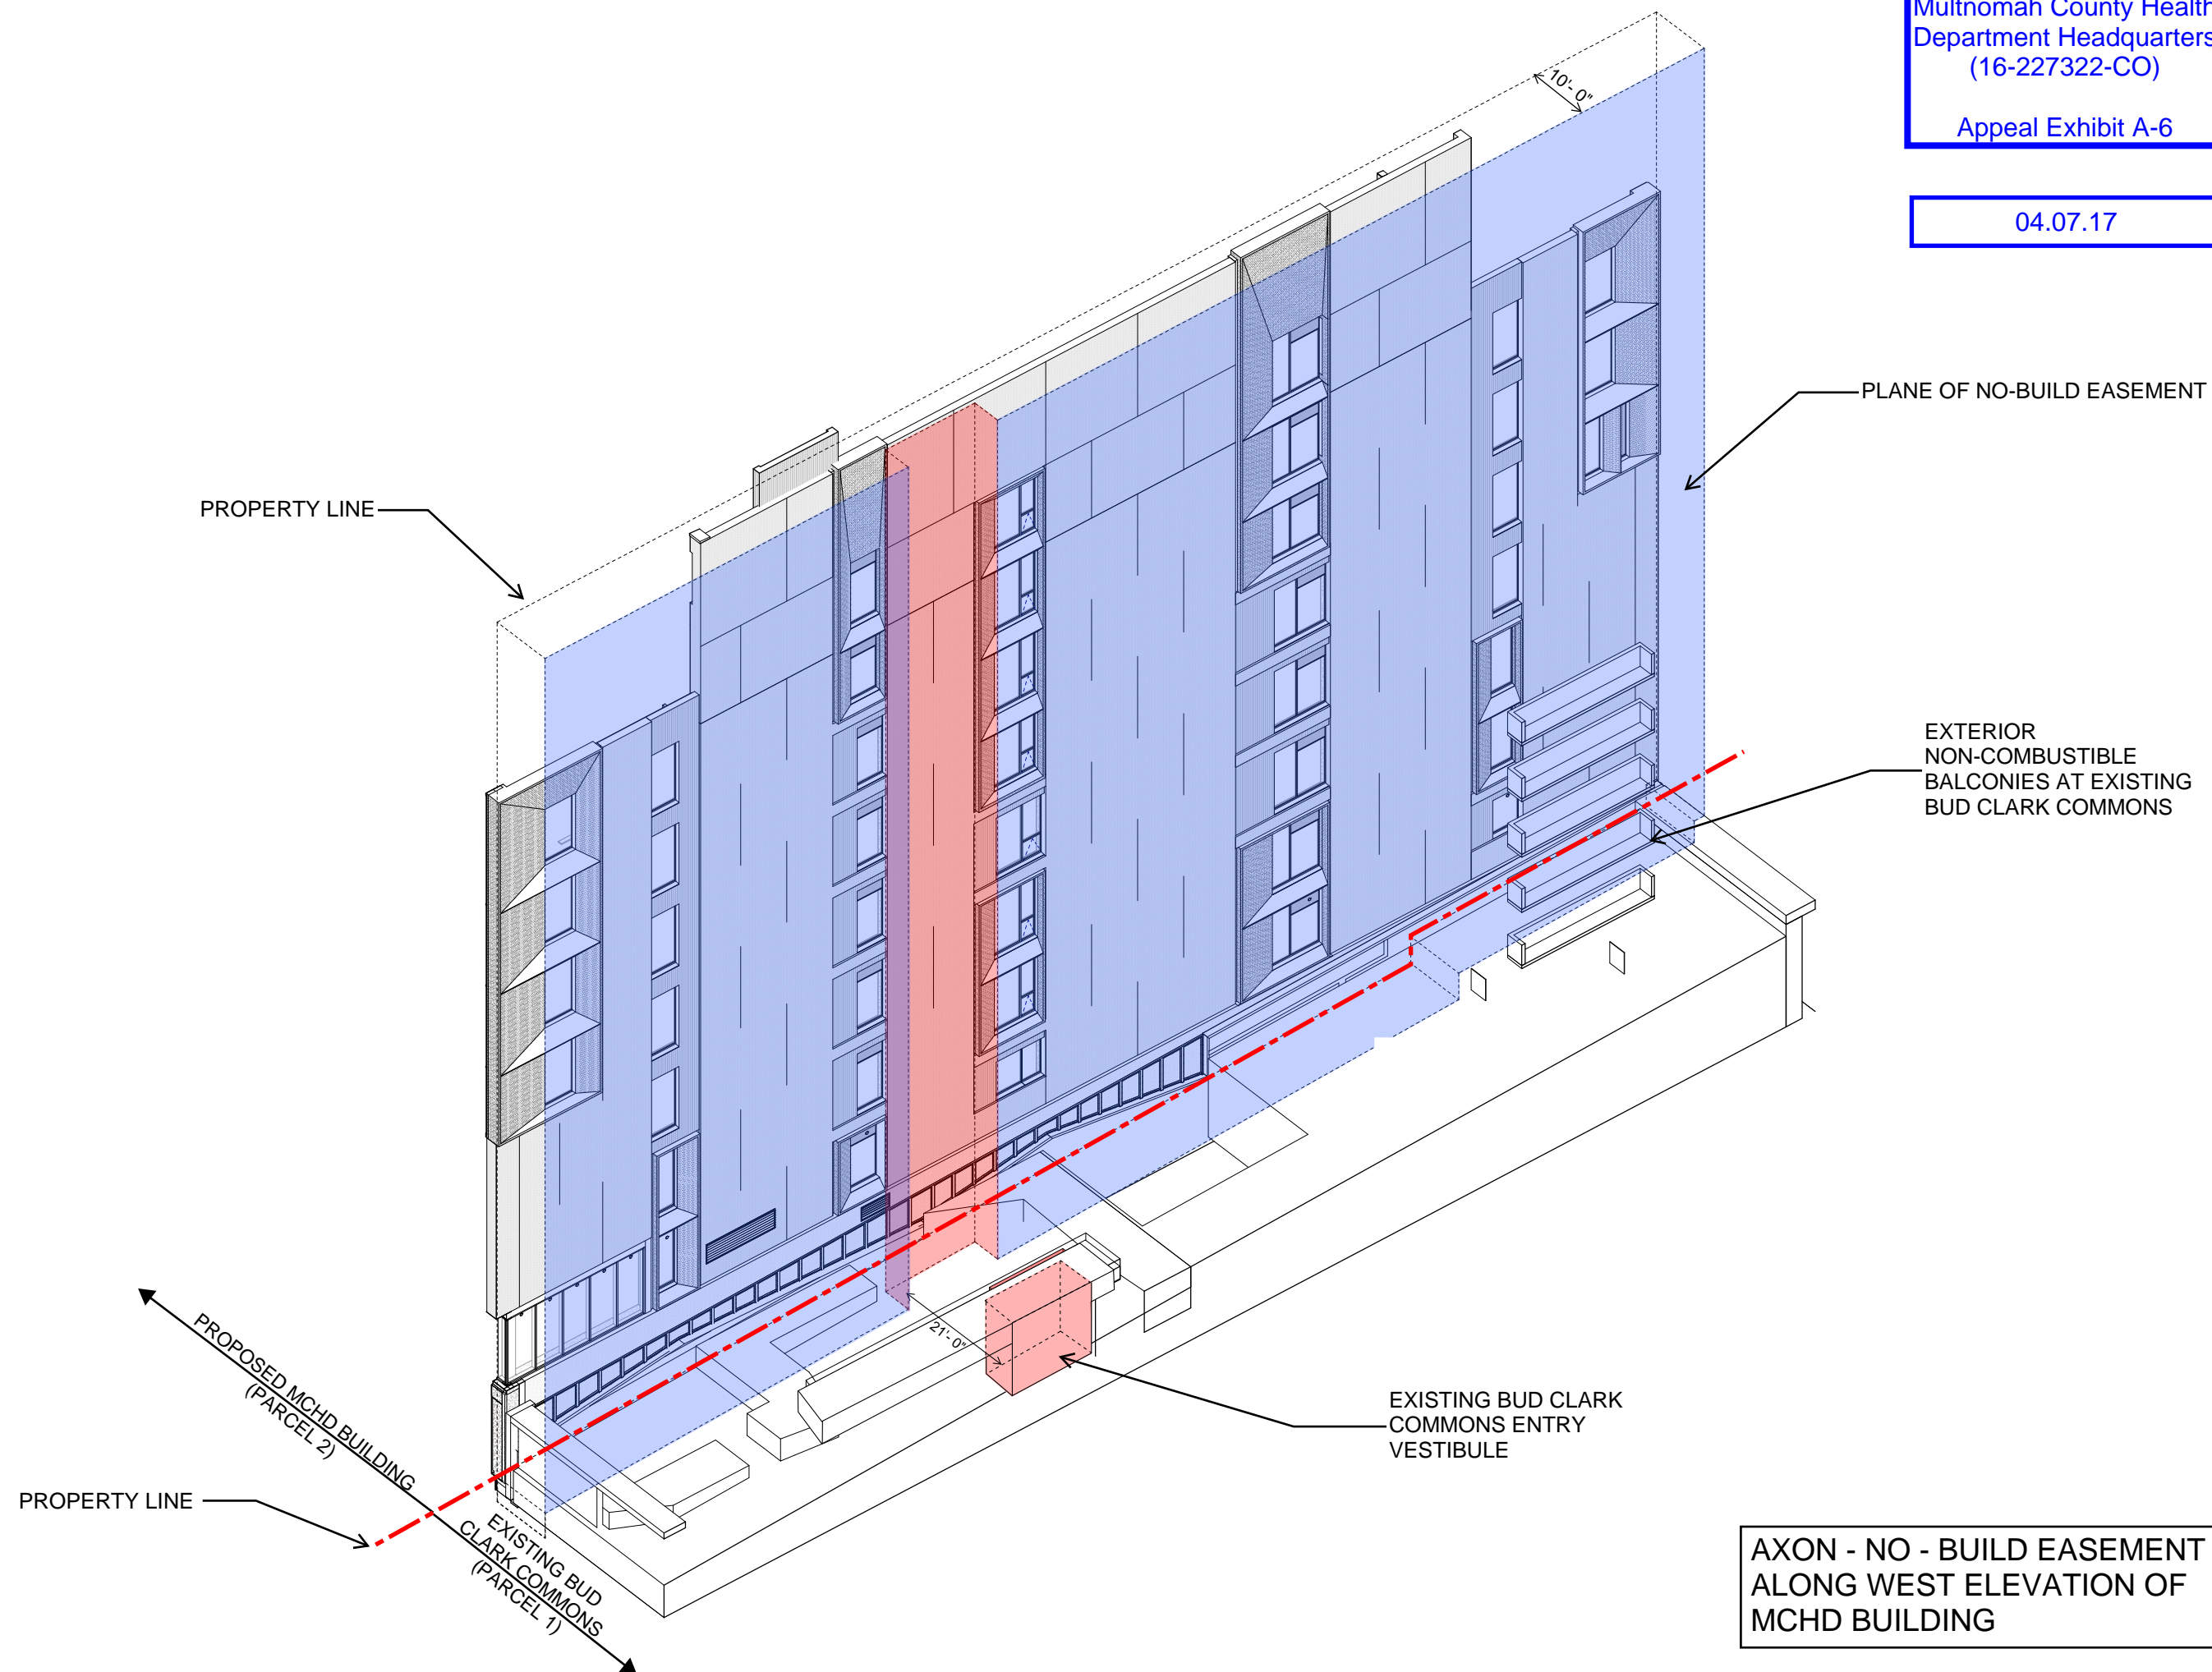 Multnomah County Health
Department Headquarters
(16-227322-CO)
Appeal Exhibit A-6
04.07.17
10'- 0"
PLANE OF NO-BUILD EASEMENT
PROPERTY LINE
EXTERIOR
NON-COMBUSTIBLE
BALCONIES AT EXISTING
BUD CLARK COMMONS
21'- 0"
PROPOSED MCHD BUILDING
(PARCEL 2)
EXISTING BUD CLARK
COMMONS ENTRY
VESTIBULE
PROPERTY LINE
EXISTING BUD
CLARK COMMONS
(PARCEL 1)
AXON - NO - BUILD EASEMENT
ALONG WEST ELEVATION OF
MCHD BUILDING